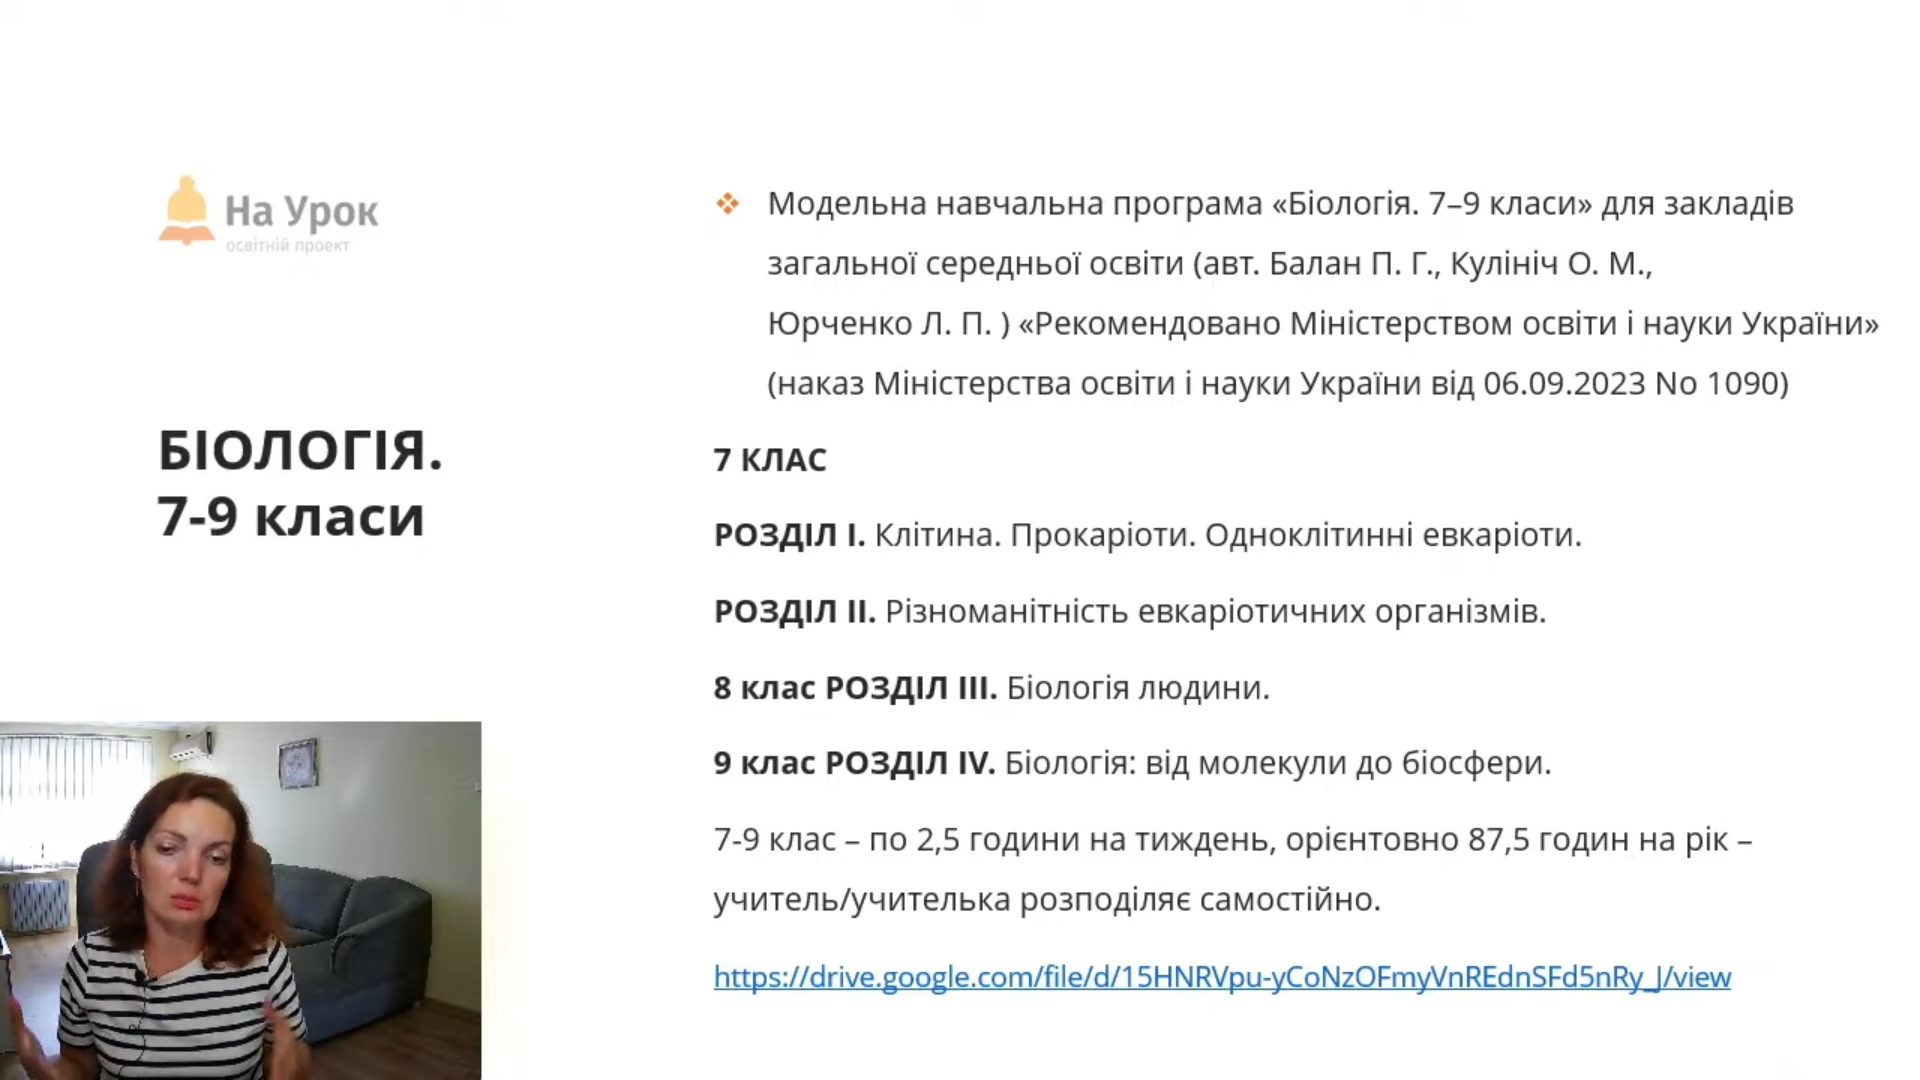 На Урок
освітній проект
БІОЛОГІЯ.
7-9 класи
Модельна навчальна програма «Біологія. 7–9 класи» для закладів
загальної середньої освіти (авт. Балан П. Г., Кулініч О. М.,
Юрченко Л. П. ) «Рекомендовано Міністерством освіти і науки України»
(наказ Міністерства освіти і науки України від 06.09.2023 No 1090)
7 КЛАС
РОЗДІЛ І. Клітина. Прокаріоти. Одноклітинні евкаріоти.
РОЗДІЛ ІІ. Різноманітність евкаріотичних організмів.
8 клас РОЗДІЛ ІІІ. Біологія людини.
9 клас РОЗДІЛ IV. Біологія: від молекули до біосфери.
7-9 клас – по 2,5 години на тиждень, орієнтовно 87,5 годин на рік –
учитель/учителька розподіляє самостійно.
https://drive.google.com/file/d/15HNRVpu-yCoNzOFmyVnREdnSFd5nRy_J/view